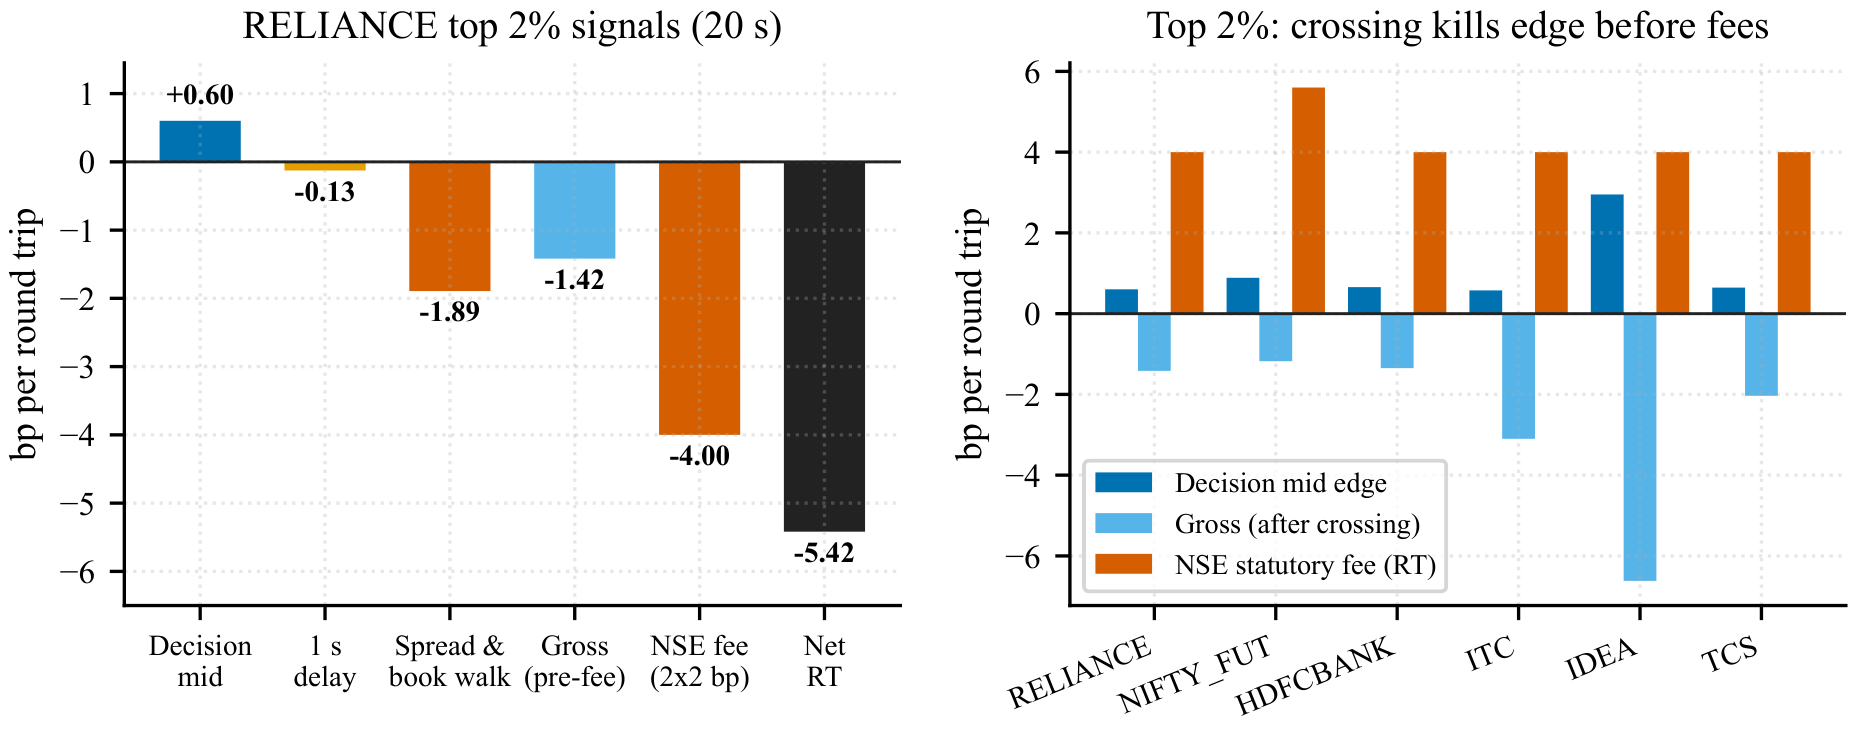 RELIANCE top 2% signals (20 s)
bp per round trip
1
0
−1
−2
−3
−4
−5
−6
+0.60
-0.13
-1.89
-1.42
-4.00
-5.42
Decision
mid
1 s
delay
Spread &
book walk
Gross
(pre-fee)
NSE fee
(2x2 bp)
Net
RT
Top 2%: crossing kills edge before fees
bp per round trip
6
4
2
0
−2
−4
−6
Decision mid edge
Gross (after crossing)
NSE statutory fee (RT)
RELIANCE
NIFTY_FUT
HDFCBANK
ITC
IDEA
TCS